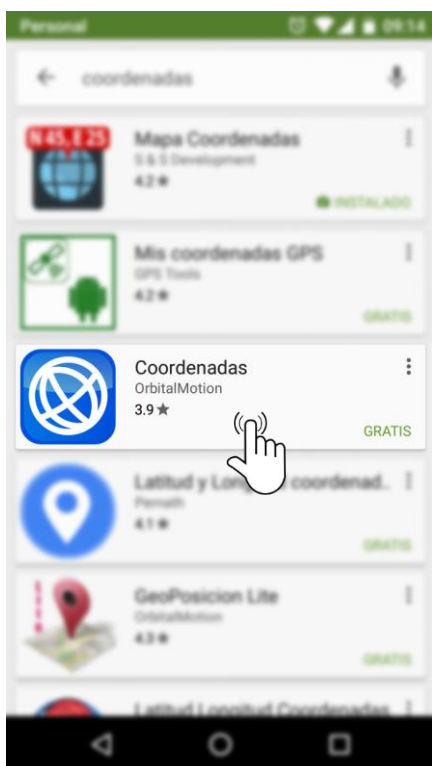 Personal
09:14
coordenadas
N 45, E 25
Mapa Coordenadas
S & S Development
4.2 ★
INSTALADO
Mis coordenadas GPS
GPS Tools
4.2 ★
GRATIS
Coordenadas
OrbitalMotion
3.9 ★
GRATIS
Latitud y coordenad..
4.1 ★
GRATIS
GeoPosicion Lite
OrbitalMotion
4.3 ★
GRATIS
Latitud Longitud Coordenadas